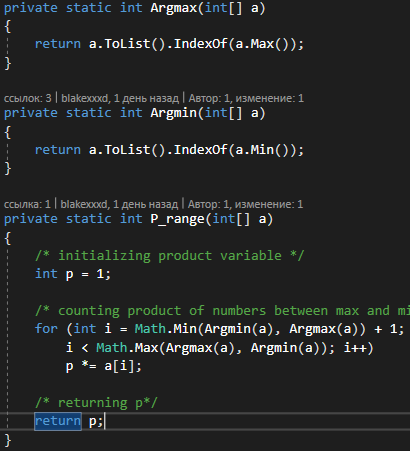 private static int Argmax(int[] a)
{
return a.ToList().IndexOf(a.Max());
}
ссылок: 3 | blakexxxd, 1 день назад | Автор: 1, изменение: 1
private static int Argmin(int[] a)
{
return a.ToList().IndexOf(a.Min());
}
ссылка: 1 | blakexxxd, 1 день назад | Автор: 1, изменение: 1
private static int P_range(int[] a)
{
/* initializing product variable */
int p = 1;
/* counting product of numbers between max and mi
for (int i = Math.Min(Argmin(a), Argmax(a)) + 1;
i < Math.Max(Argmax(a), Argmin(a)); i++)
p *= a[i];
/* returning p*/
return p;
}